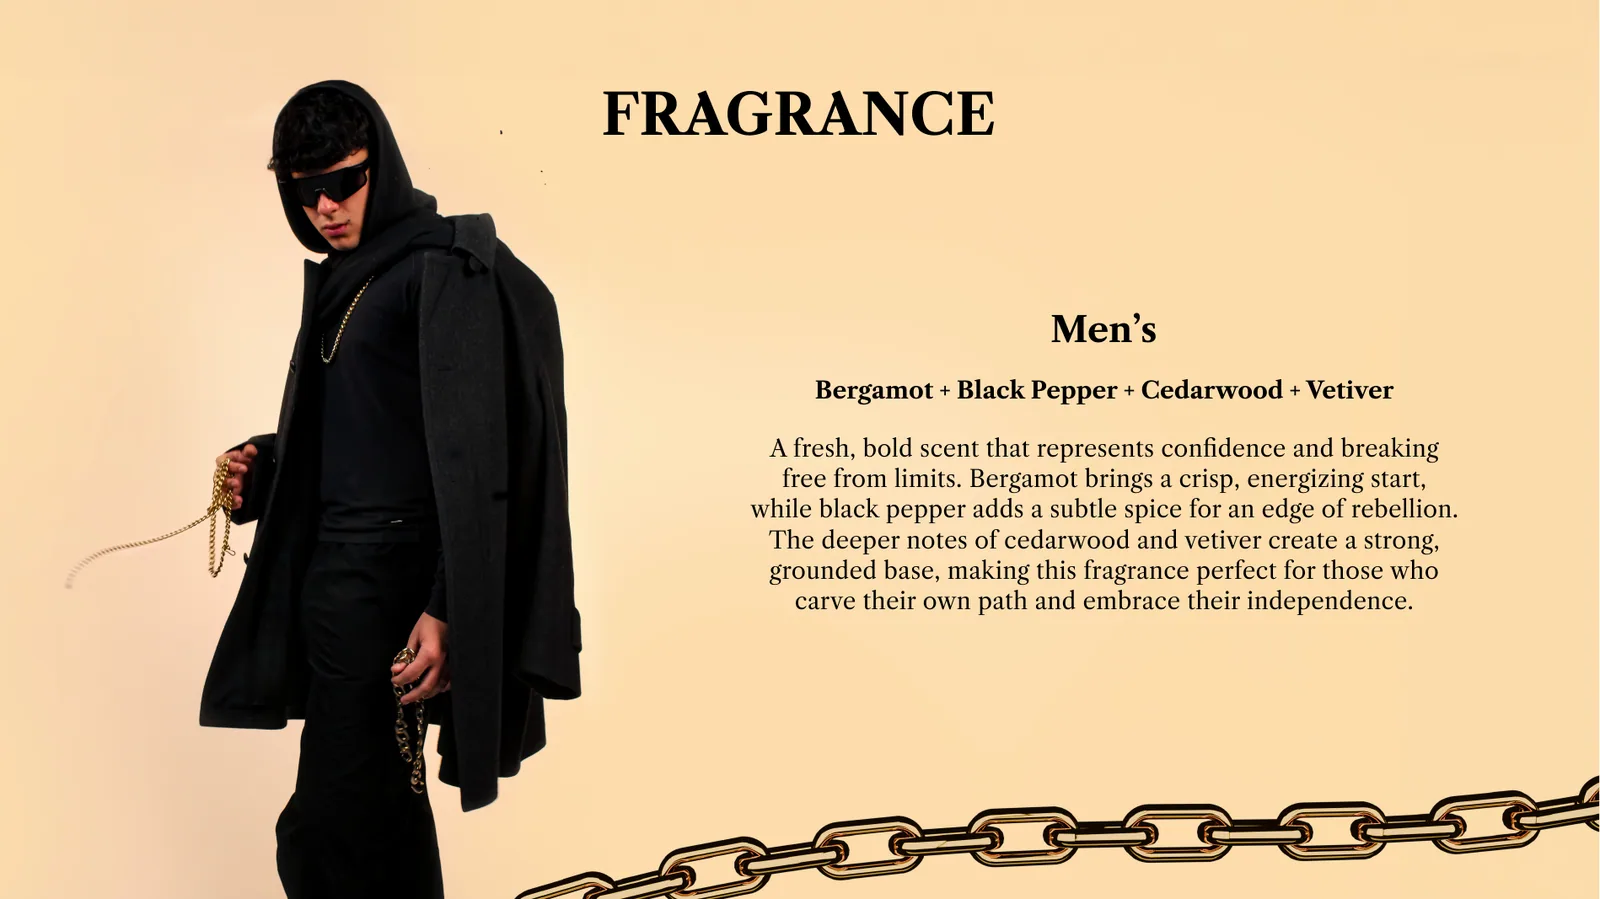 FRAGRANCE
Men’s
Bergamot + Black Pepper + Cedarwood + Vetiver
A fresh, bold scent that represents confidence and breaking
free from limits. Bergamot brings a crisp, energizing start,
while black pepper adds a subtle spice for an edge of rebellion.
The deeper notes of cedarwood and vetiver create a strong,
grounded base, making this fragrance perfect for those who
carve their own path and embrace their independence.